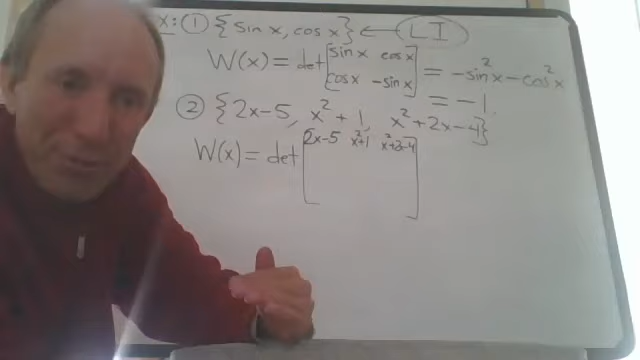 x: ① {sin x, cos x} ← LI
W(x) = det [sin x cos x
cos x -sin x] = -sin²x - cos²x
= -1.
② {2x-5, x²+1, x²+2x-4}
W(x) = det [2x-5 x²+1 x²+2x-4]